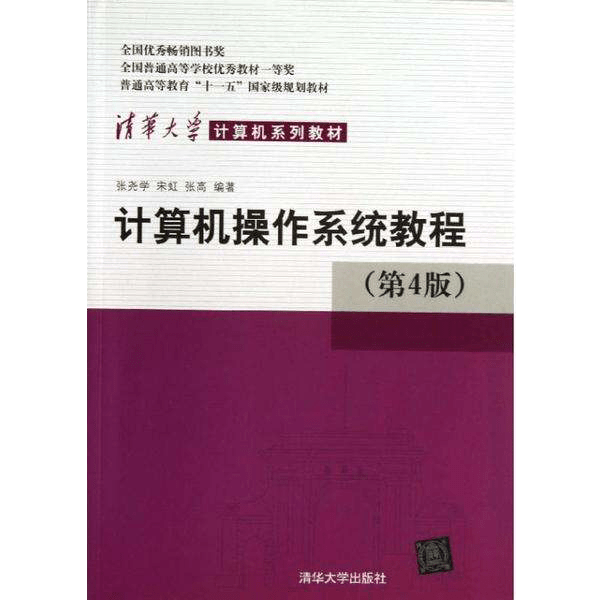 全国优秀畅销图书奖
全国普通高等学校优秀教材一等奖
普通高等教育“十一五”国家级规划教材
清华大学 计算机系列教材
张尧学 宋虹 张高 编著
计算机操作系统教程
（第4版）
清华大学出版社